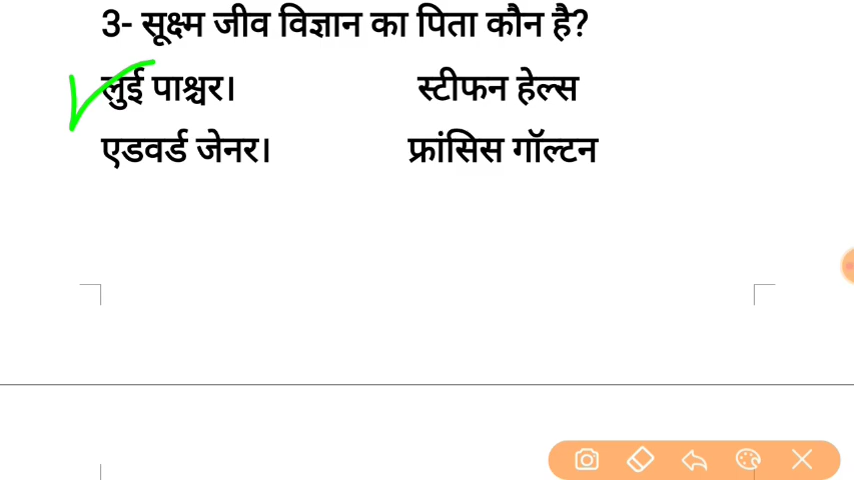 3- सूक्ष्म जीव विज्ञान का पिता कौन है?
लुई पाश्चर। स्टीफन हेल्स
एडवर्ड जेनर। फ्रांसिस गॉल्टन